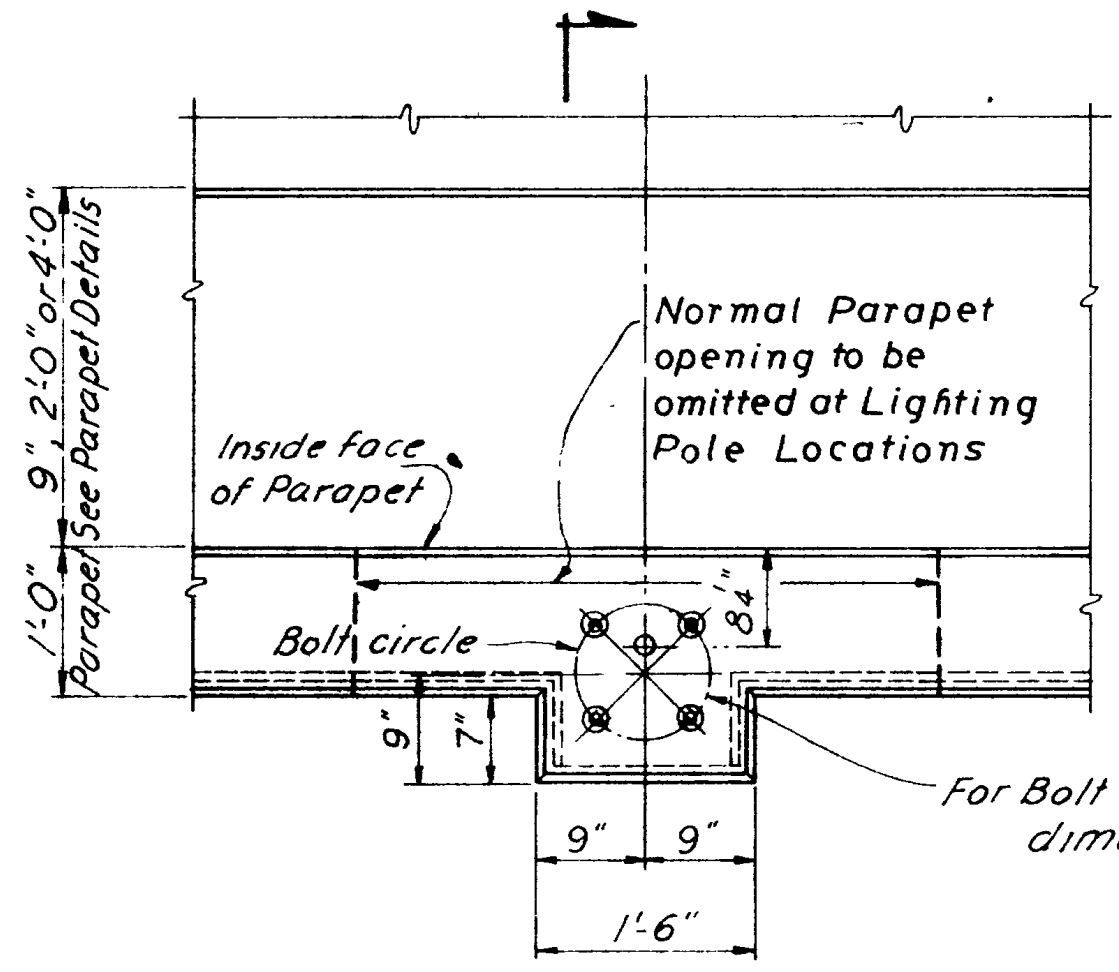 9", 2'-0" or 4'-0"
See Parapet Details
1'-0"
Parapet
Inside face
of Parapet
Normal Parapet
opening to be
omitted at Lighting
Pole Locations
Bolt circle
9"
7"
9"
9"
1'-6"
For Bolt